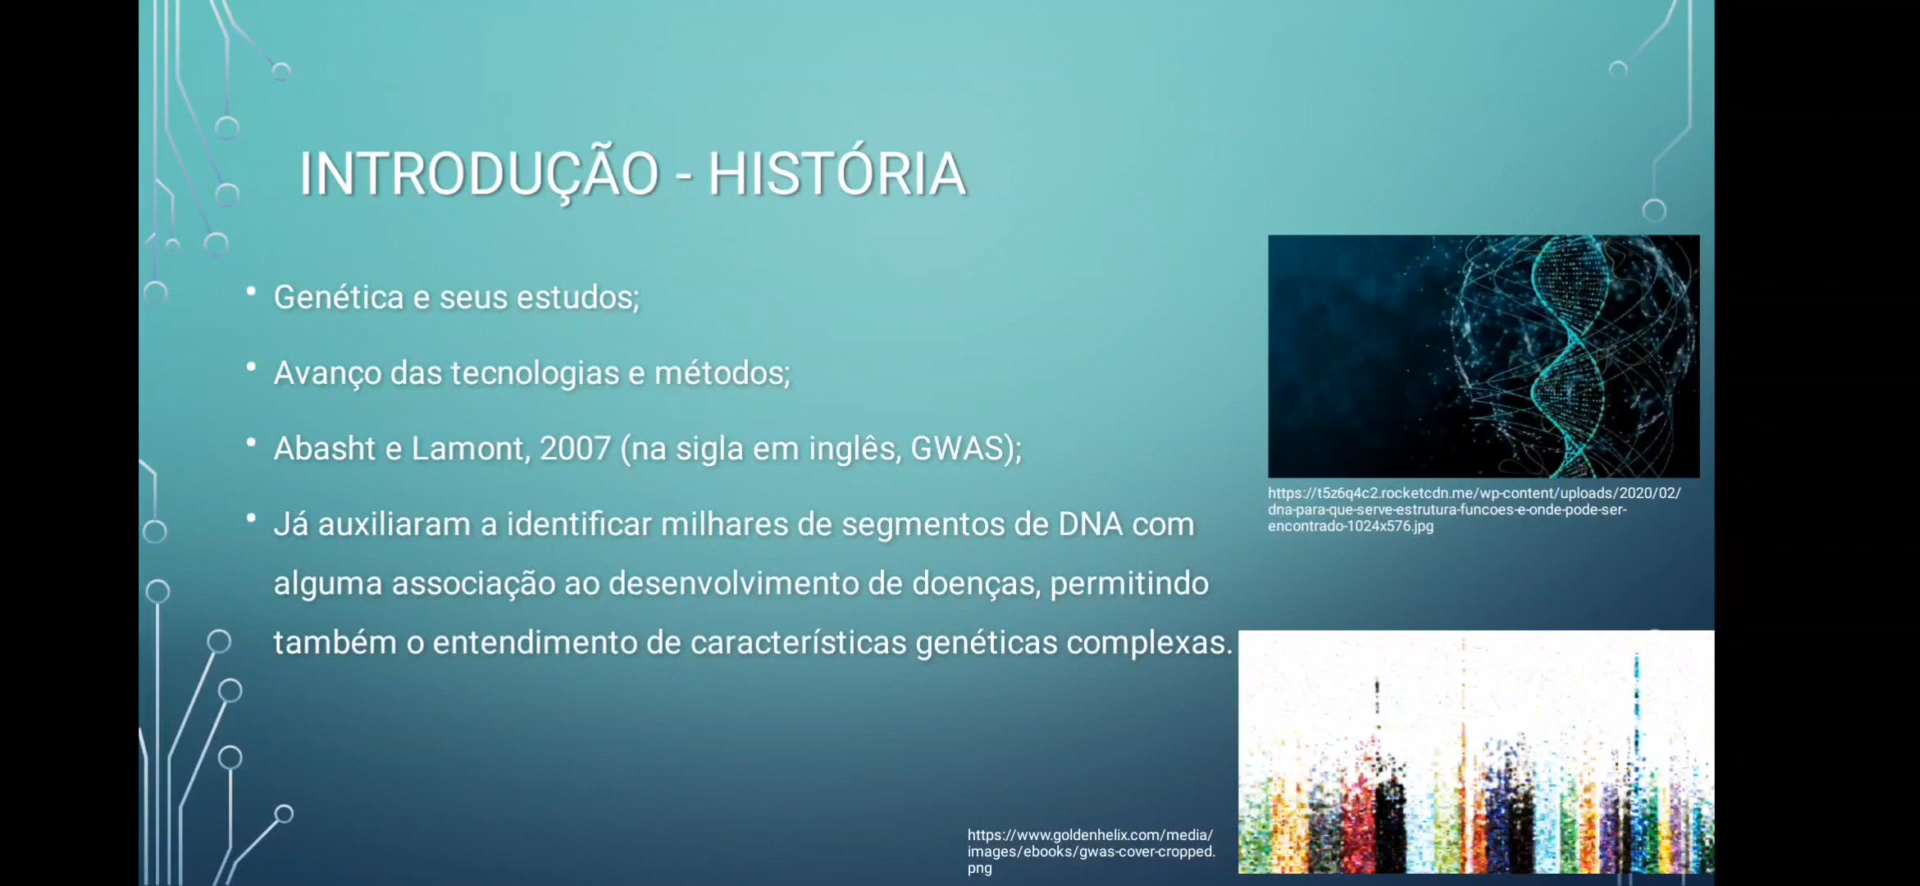 INTRODUÇÃO - HISTÓRIA
• Genética e seus estudos;
• Avanço das tecnologias e métodos;
• Abasht e Lamont, 2007 (na sigla em inglês, GWAS);
• Já auxiliaram a identificar milhares de segmentos de DNA com
alguma associação ao desenvolvimento de doenças, permitindo
também o entendimento de características genéticas complexas.
https://t5z6q4c2.rocketcdn.me/wp-content/uploads/2020/02/
dna-para-que-serve-estrutura-funcoes-e-onde-pode-ser-
encontrado-1024x576.jpg
https://www.goldenhelix.com/media/
images/ebooks/gwas-cover-cropped.
png